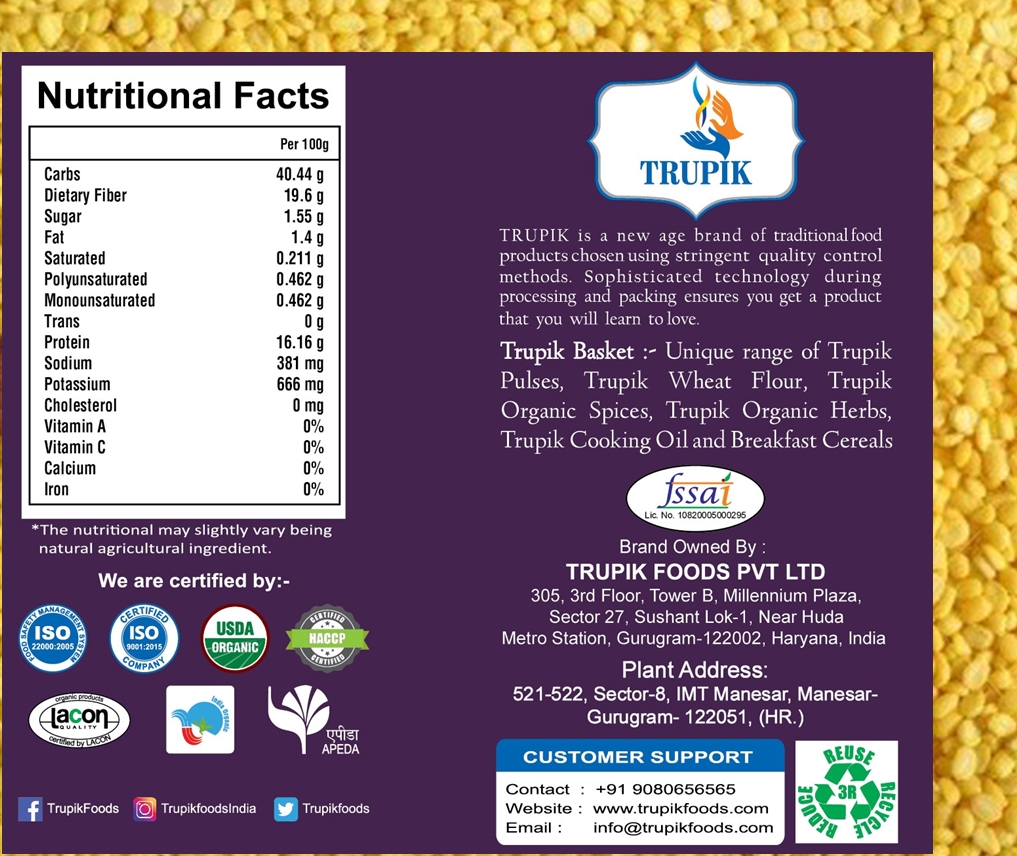 Nutritional Facts
Per 100g
Carbs 40.44 g
Dietary Fiber 19.6 g
Sugar 1.55 g
Fat 1.4 g
Saturated 0.211 g
Polyunsaturated 0.462 g
Monounsaturated 0.462 g
Trans 0 g
Protein 16.16 g
Sodium 381 mg
Potassium 666 mg
Cholesterol 0 mg
Vitamin A 0%
Vitamin C 0%
Calcium 0%
Iron 0%
*The nutritional may slightly vary being
natural agricultural ingredient.
We are certified by:-
FOOD SAFETY MANAGEMENT SYSTEM
ISO
22000:2005
CERTIFIED
ISO
9001:2015
COMPANY
USDA
ORGANIC
CERTIFIED
HACCP
CERTIFIED
organic products
lacon
QUALITY
certified by LACON
India Organic
एपीडा
APEDA
TrupikFoods TrupikfoodsIndia Trupikfoods
TRUPIK
TRUPIK is a new age brand of traditional food
products chosen using stringent quality control
methods. Sophisticated technology during
processing and packing ensures you get a product
that you will learn to love.
Trupik Basket :- Unique range of Trupik
Pulses, Trupik Wheat Flour, Trupik
Organic Spices, Trupik Organic Herbs,
Trupik Cooking Oil and Breakfast Cereals
fssai
Lic. No. 10820005000295
Brand Owned By :
TRUPIK FOODS PVT LTD
305, 3rd Floor, Tower B, Millennium Plaza,
Sector 27, Sushant Lok-1, Near Huda
Metro Station, Gurugram-122002, Haryana, India
Plant Address:
521-522, Sector-8, IMT Manesar, Manesar-
Gurugram- 122051, (HR.)
CUSTOMER SUPPORT
Contact : +91 9080656565
Website : www.trupikfoods.com
Email : info@trupikfoods.com
REUSE
RECYCLE
REDUCE
3R